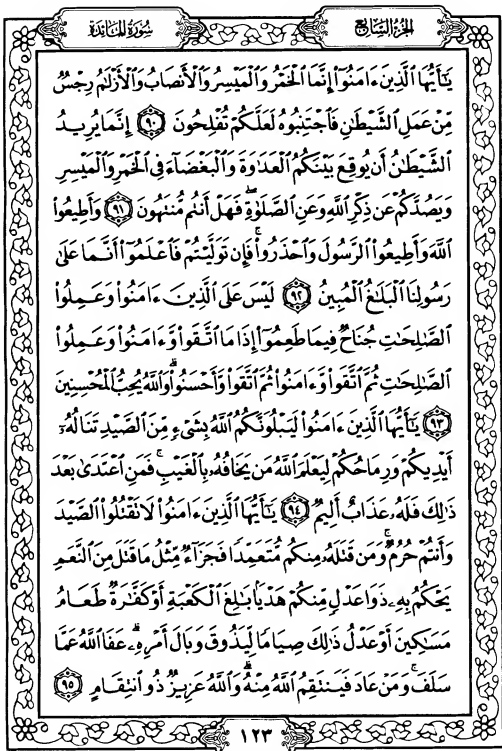 الجزء السابع
سورة المائدة
يَٰٓأَيُّهَا ٱلَّذِينَ ءَامَنُوٓا۟ إِنَّمَا ٱلْخَمْرُ وَٱلْمَيْسِرُ وَٱلْأَنصَابُ وَٱلْأَزْلَٰمُ رِجْسٌ
مِّنْ عَمَلِ ٱلشَّيْطَٰنِ فَٱجْتَنِبُوهُ لَعَلَّكُمْ تُفْلِحُونَ ٩٠ إِنَّمَا يُرِيدُ
ٱلشَّيْطَٰنُ أَن يُوقِعَ بَيْنَكُمُ ٱلْعَدَٰوَةَ وَٱلْبَغْضَآءَ فِى ٱلْخَمْرِ وَٱلْمَيْسِرِ
وَيَصُدَّكُمْ عَن ذِكْرِ ٱللَّهِ وَعَنِ ٱلصَّلَوٰةِ ۖ فَهَلْ أَنتُم مُّنتَهُونَ ٩١ وَأَطِيعُوا۟
ٱللَّهَ وَأَطِيعُوا۟ ٱلرَّسُولَ وَٱحْذَرُوا۟ ۚ فَإِن تَوَلَّيْتُمْ فَٱعْلَمُوٓا۟ أَنَّمَا عَلَىٰ
رَسُولِنَا ٱلْبَلَٰغُ ٱلْمُبِينُ ٩٢ لَيْسَ عَلَى ٱلَّذِينَ ءَامَنُوا۟ وَعَمِلُوا۟
ٱلصَّٰلِحَٰتِ جُنَاحٌ فِيمَا طَعِمُوٓا۟ إِذَا مَا ٱتَّقَوا۟ وَّءَامَنُوا۟ وَعَمِلُوا۟
ٱلصَّٰلِحَٰتِ ثُمَّ ٱتَّقَوا۟ وَّءَامَنُوا۟ ثُمَّ ٱتَّقَوا۟ وَّأَحْسَنُوا۟ ۗ وَٱللَّهُ يُحِبُّ ٱلْمُحْسِنِينَ
٩٣ يَٰٓأَيُّهَا ٱلَّذِينَ ءَامَنُوا۟ لَيَبْلُوَنَّكُمُ ٱللَّهُ بِشَىْءٍ مِّنَ ٱلصَّيْدِ تَنَالُهُۥٓ
أَيْدِيكُمْ وَرِمَاحُكُمْ لِيَعْلَمَ ٱللَّهُ مَن يَخَافُهُۥ بِٱلْغَيْبِ ۚ فَمَنِ ٱعْتَدَىٰ بَعْدَ
ذَٰلِكَ فَلَهُۥ عَذَابٌ أَلِيمٌ ٩٤ يَٰٓأَيُّهَا ٱلَّذِينَ ءَامَنُوا۟ لَا تَقْتُلُوا۟ ٱلصَّيْدَ
وَأَنتُمْ حُرُمٌ ۚ وَمَن قَتَلَهُۥ مِنكُم مُّتَعَمِّدًا فَجَزَآءٌ مِّثْلُ مَا قَتَلَ مِنَ ٱلنَّعَمِ
يَحْكُمُ بِهِۦ ذَوَا عَدْلٍ مِّنكُمْ هَدْيًۢا بَٰلِغَ ٱلْكَعْبَةِ أَوْ كَفَّٰرَةٌ طَعَامُ
مَسَٰكِينَ أَوْ عَدْلُ ذَٰلِكَ صِيَامًا لِّيَذُوقَ وَبَالَ أَمْرِهِۦ ۗ عَفَا ٱللَّهُ عَمَّا
سَلَفَ ۚ وَمَنْ عَادَ فَيَنتَقِمُ ٱللَّهُ مِنْهُ ۗ وَٱللَّهُ عَزِيزٌ ذُو ٱنتِقَامٍ ٩٥
١٢٣